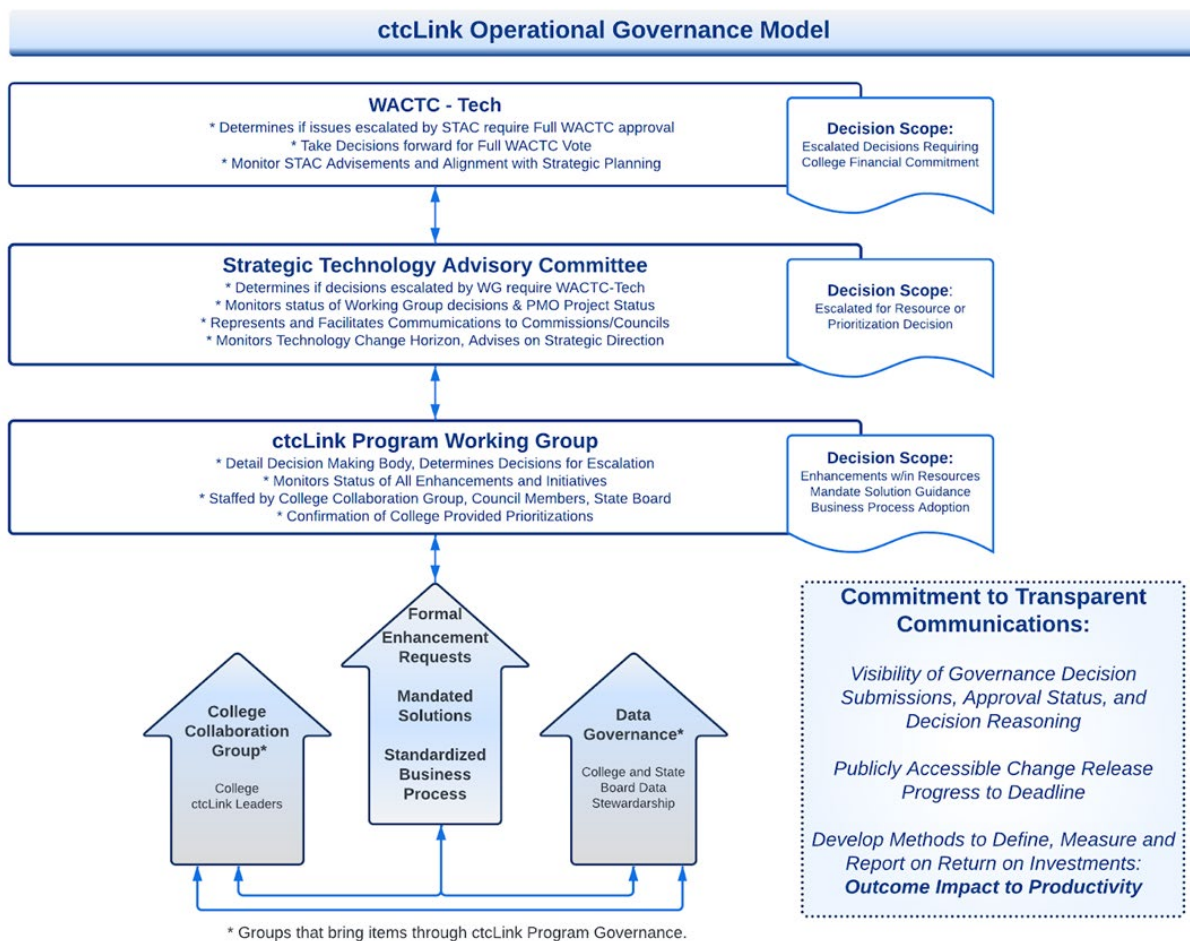 ctcLink Operational Governance Model
WACTC - Tech
* Determines if issues escalated by STAC require Full WACTC approval
* Take Decisions forward for Full WACTC Vote
* Monitor STAC Advisements and Alignment with Strategic Planning
Decision Scope:
Escalated Decisions Requiring
College Financial Commitment
Strategic Technology Advisory Committee
* Determines if decisions escalated by WG require WACTC-Tech
* Monitors status of Working Group decisions & PMO Project Status
* Represents and Facilitates Commumications to Commissions/Councils
* Monitors Technology Change Horizon, Advises on Strategic Direction
Decision Scope:
Escalated for Resource or
Prioritization Decision
ctcLink Program Working Group
* Detail Decision Making Body, Determines Decisions for Escalation
* Monitors Status of All Enhancements and Initiatives
* Staffed by College Collaboration Group, Council Members, State Board
* Confirmation of College Provided Prioritizations
Decision Scope:
Enhancements w/in Resources
Mandate Solution Guidance
Business Process Adoption
College
Collaboration
Group*
College
ctcLink Leaders
Formal
Enhancement
Requests
Mandated
Solutions
Standardized
Business
Process
Data
Governance*
College and State
Board Data
Stewardarship
Commitment to Transparent
Communications:
Visibility of Governance Decision
Submissions, Approval Status, and
Decision Reasoning
Publicly Accessible Change Release
Progress to Deadline
Develop Methods to Define, Measure and
Report on Return on Investments:
Outcome Impact to Productivity
* Groups that bring items through ctcLink Program Governance.